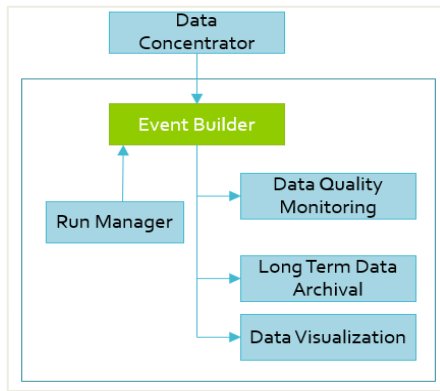 Data
Concentrator
Event Builder
Data Quality
Monitoring
Run Manager
Long Term Data
Archival
Data Visualization